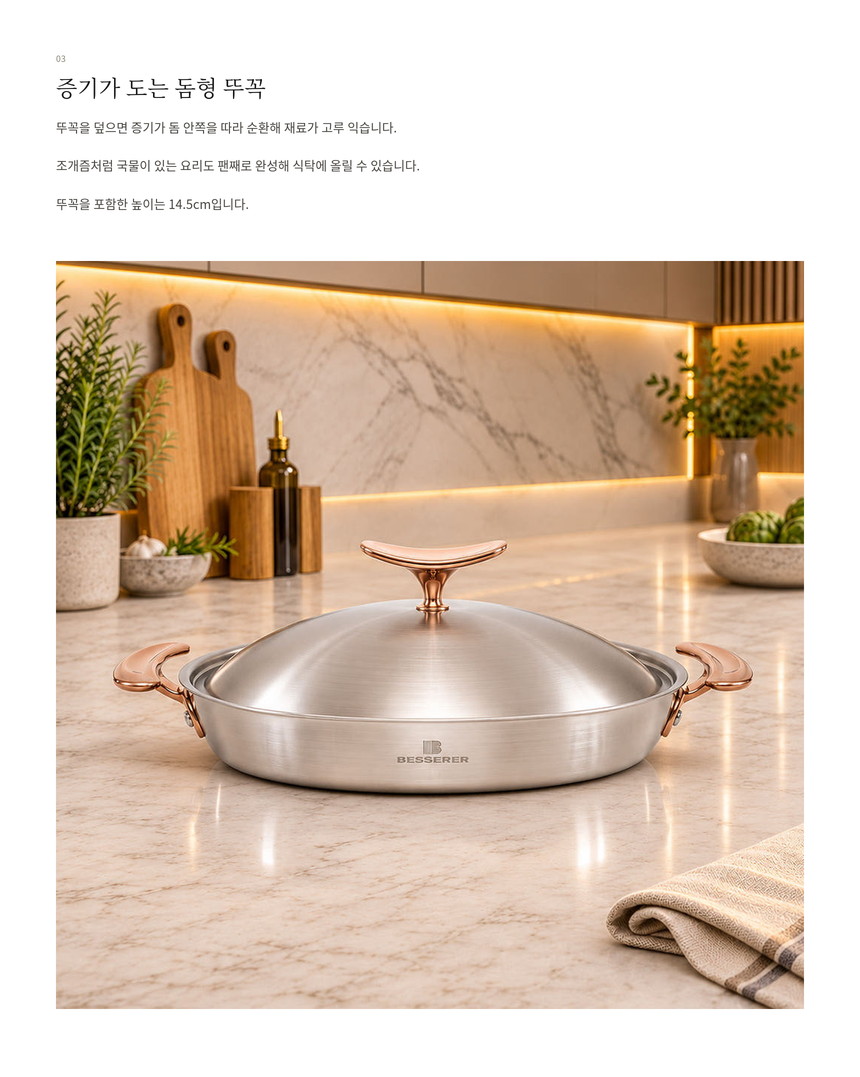 03
증기가 도는 돔형 뚜껑
뚜껑을 덮으면 증기가 돔 안쪽을 따라 순환해 재료가 고루 익습니다.
조개찜처럼 국물이 있는 요리도 팬째로 완성해 식탁에 올릴 수 있습니다.
뚜껑을 포함한 높이는 14.5cm입니다.
B
BESSERER